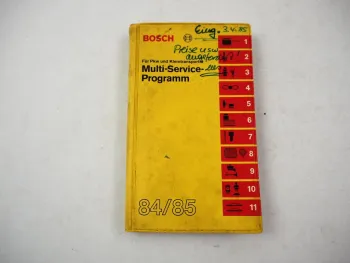 Eing. 3.4.85
BOSCH
Preise usw.
Für Pkw und Kleintransporter
Multi-Service-
Programm
1
2
3
4
5
6
7
8
9
10
11
84/85